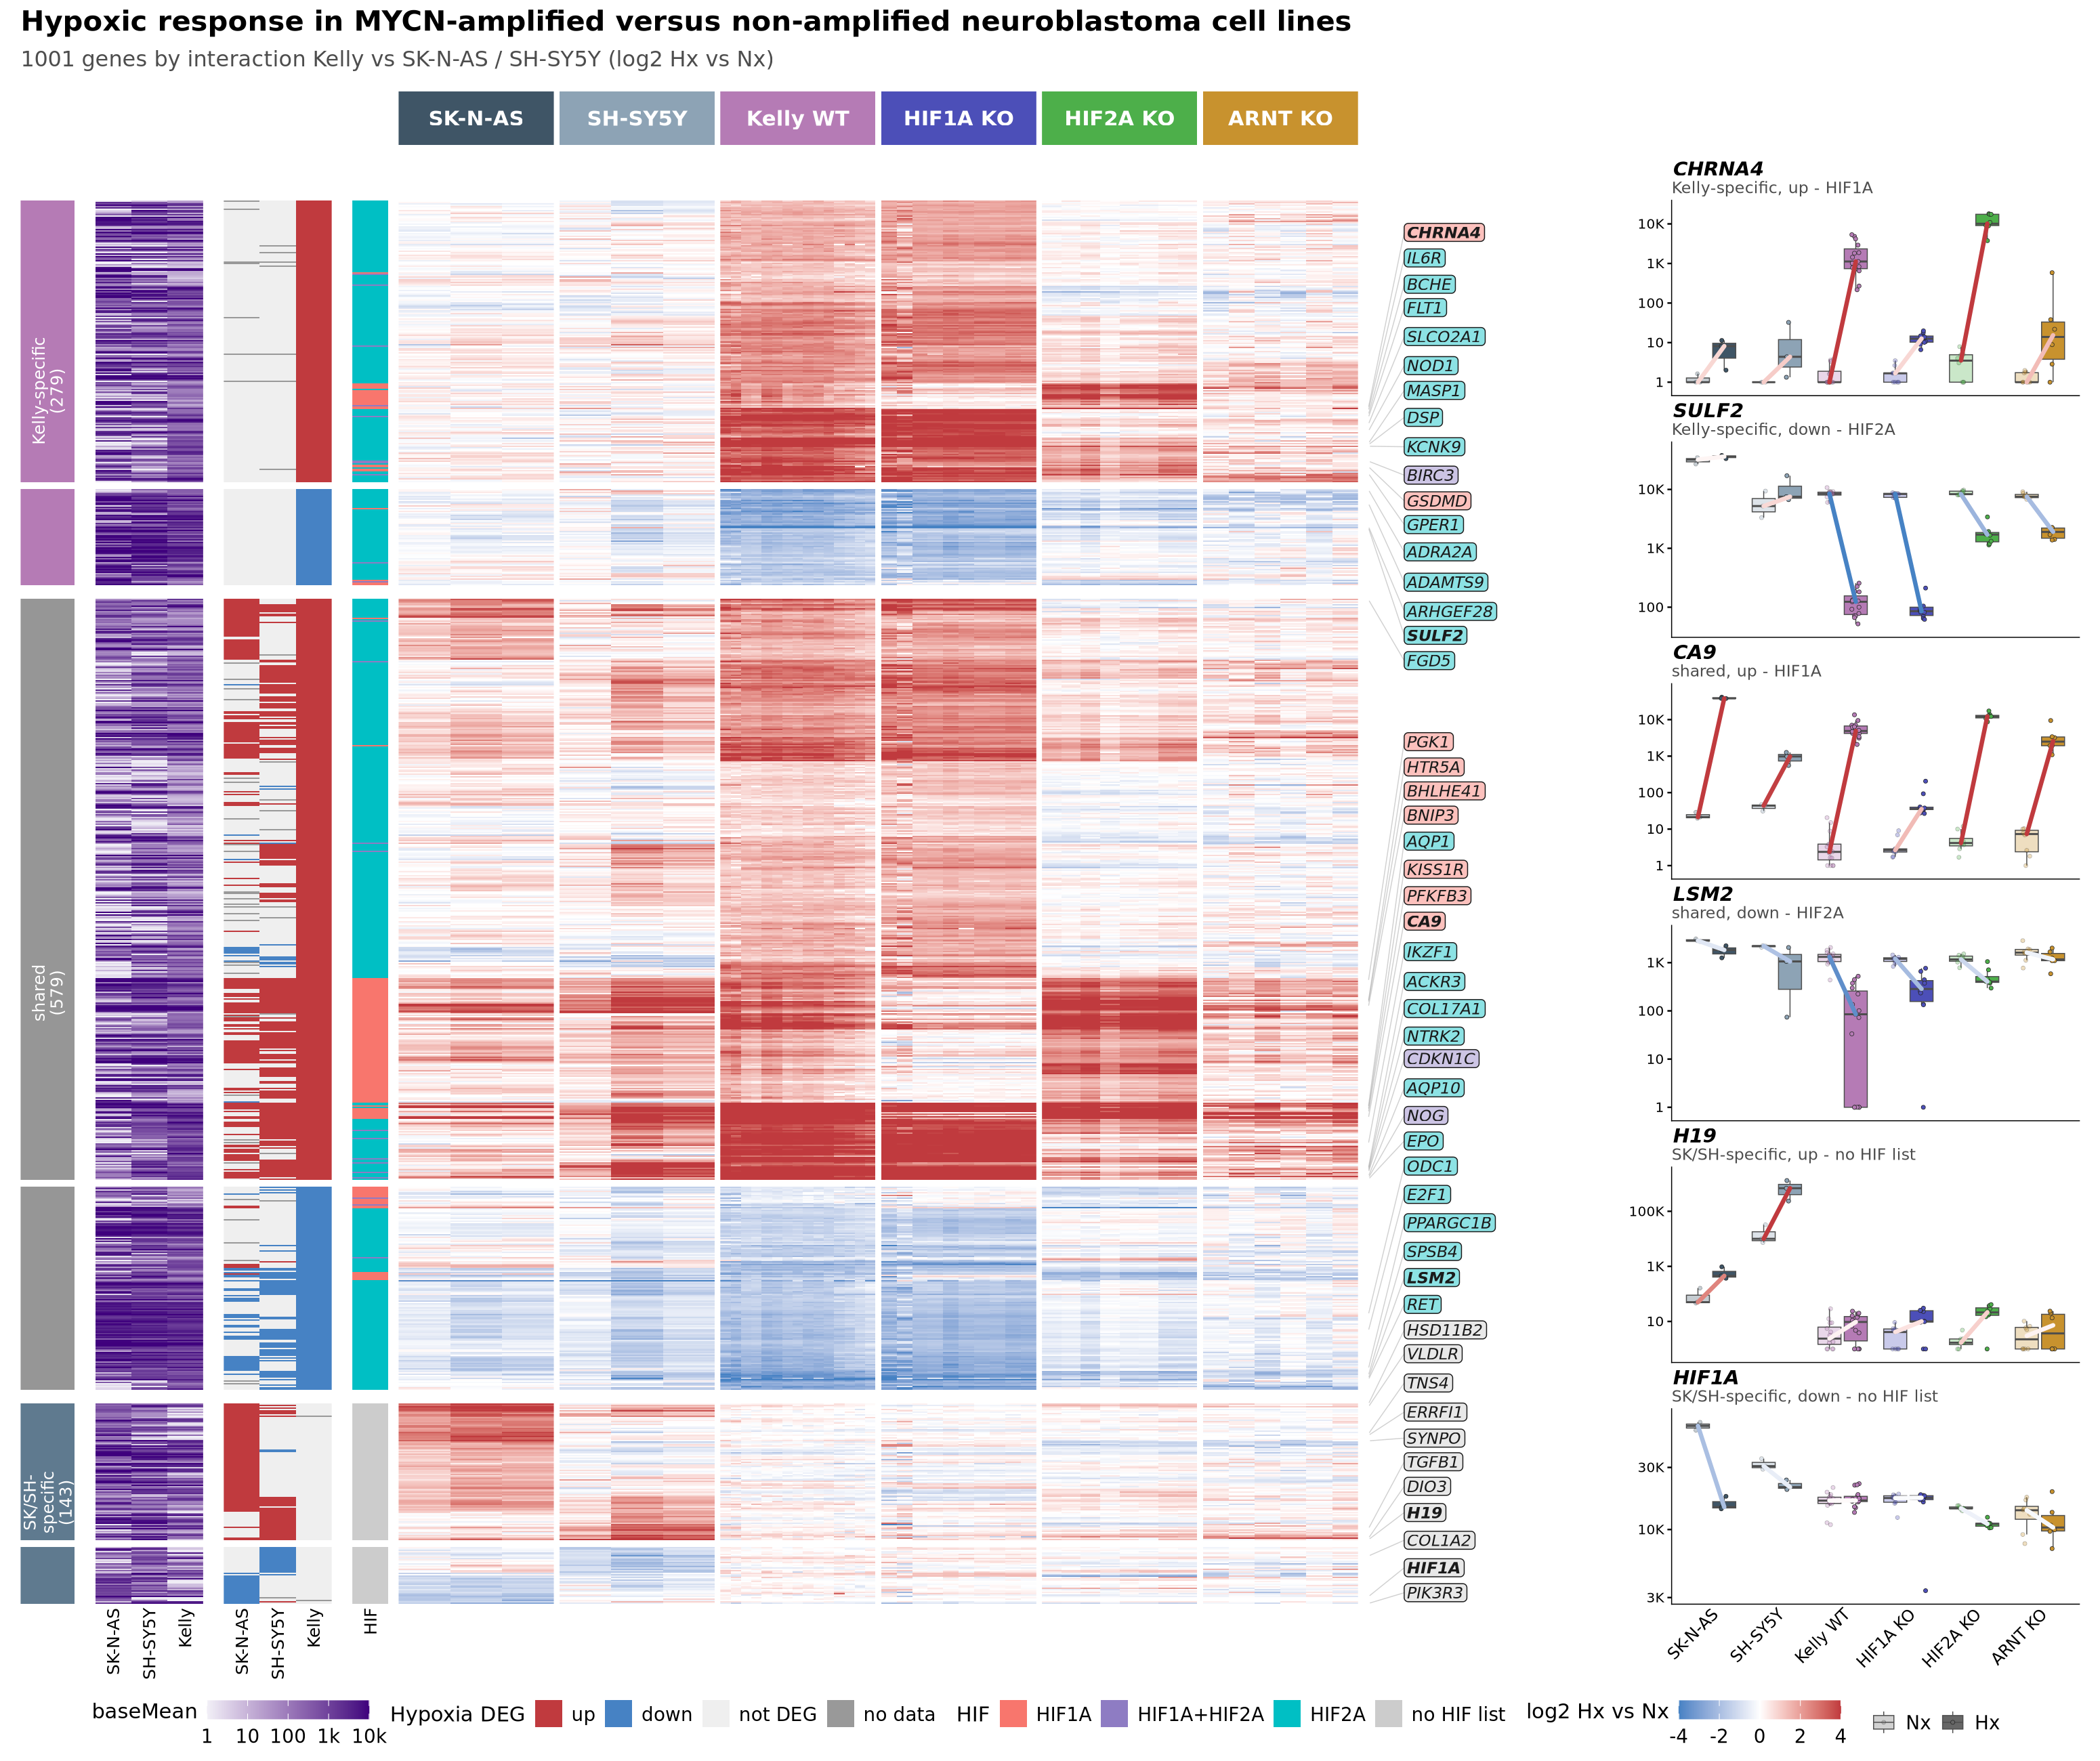 Hypoxic response in MYCN-amplified versus non-amplified neuroblastoma cell lines
1001 genes by interaction Kelly vs SK-N-AS / SH-SY5Y (log2 Hx vs Nx)
SK-N-AS
SH-SY5Y
Kelly WT
HIF1A KO
HIF2A KO
ARNT KO
Kelly-specific
(279)
shared
(579)
SK/SH-
specific
(143)
SK-N-AS
SH-SY5Y
Kelly
SK-N-AS
SH-SY5Y
Kelly
HIF
CHRNA4
IL6R
BCHE
FLT1
SLCO2A1
NOD1
MASP1
DSP
KCNK9
BIRC3
GSDMD
GPER1
ADRA2A
ADAMTS9
ARHGEF28
SULF2
FGD5
PGK1
HTR5A
BHLHE41
BNIP3
AQP1
KISS1R
PFKFB3
CA9
IKZF1
ACKR3
COL17A1
NTRK2
CDKN1C
AQP10
NOG
EPO
ODC1
E2F1
PPARGC1B
SPSB4
LSM2
RET
HSD11B2
VLDLR
TNS4
ERRFI1
SYNPO
TGFB1
DIO3
H19
COL1A2
HIF1A
PIK3R3
CHRNA4
Kelly-specific, up - HIF1A
10K
1K
100
10
1
SULF2
Kelly-specific, down - HIF2A
10K
1K
100
CA9
shared, up - HIF1A
10K
1K
100
10
1
LSM2
shared, down - HIF2A
1K
100
10
1
H19
SK/SH-specific, up - no HIF list
100K
1K
10
HIF1A
SK/SH-specific, down - no HIF list
30K
10K
3K
SK-N-AS
SH-SY5Y
Kelly WT
HIF1A KO
HIF2A KO
ARNT KO
baseMean
1 10 100 1k 10k
Hypoxia DEG up down not DEG no data
HIF HIF1A HIF1A+HIF2A HIF2A no HIF list
log2 Hx vs Nx
-4 -2 0 2 4
Nx Hx